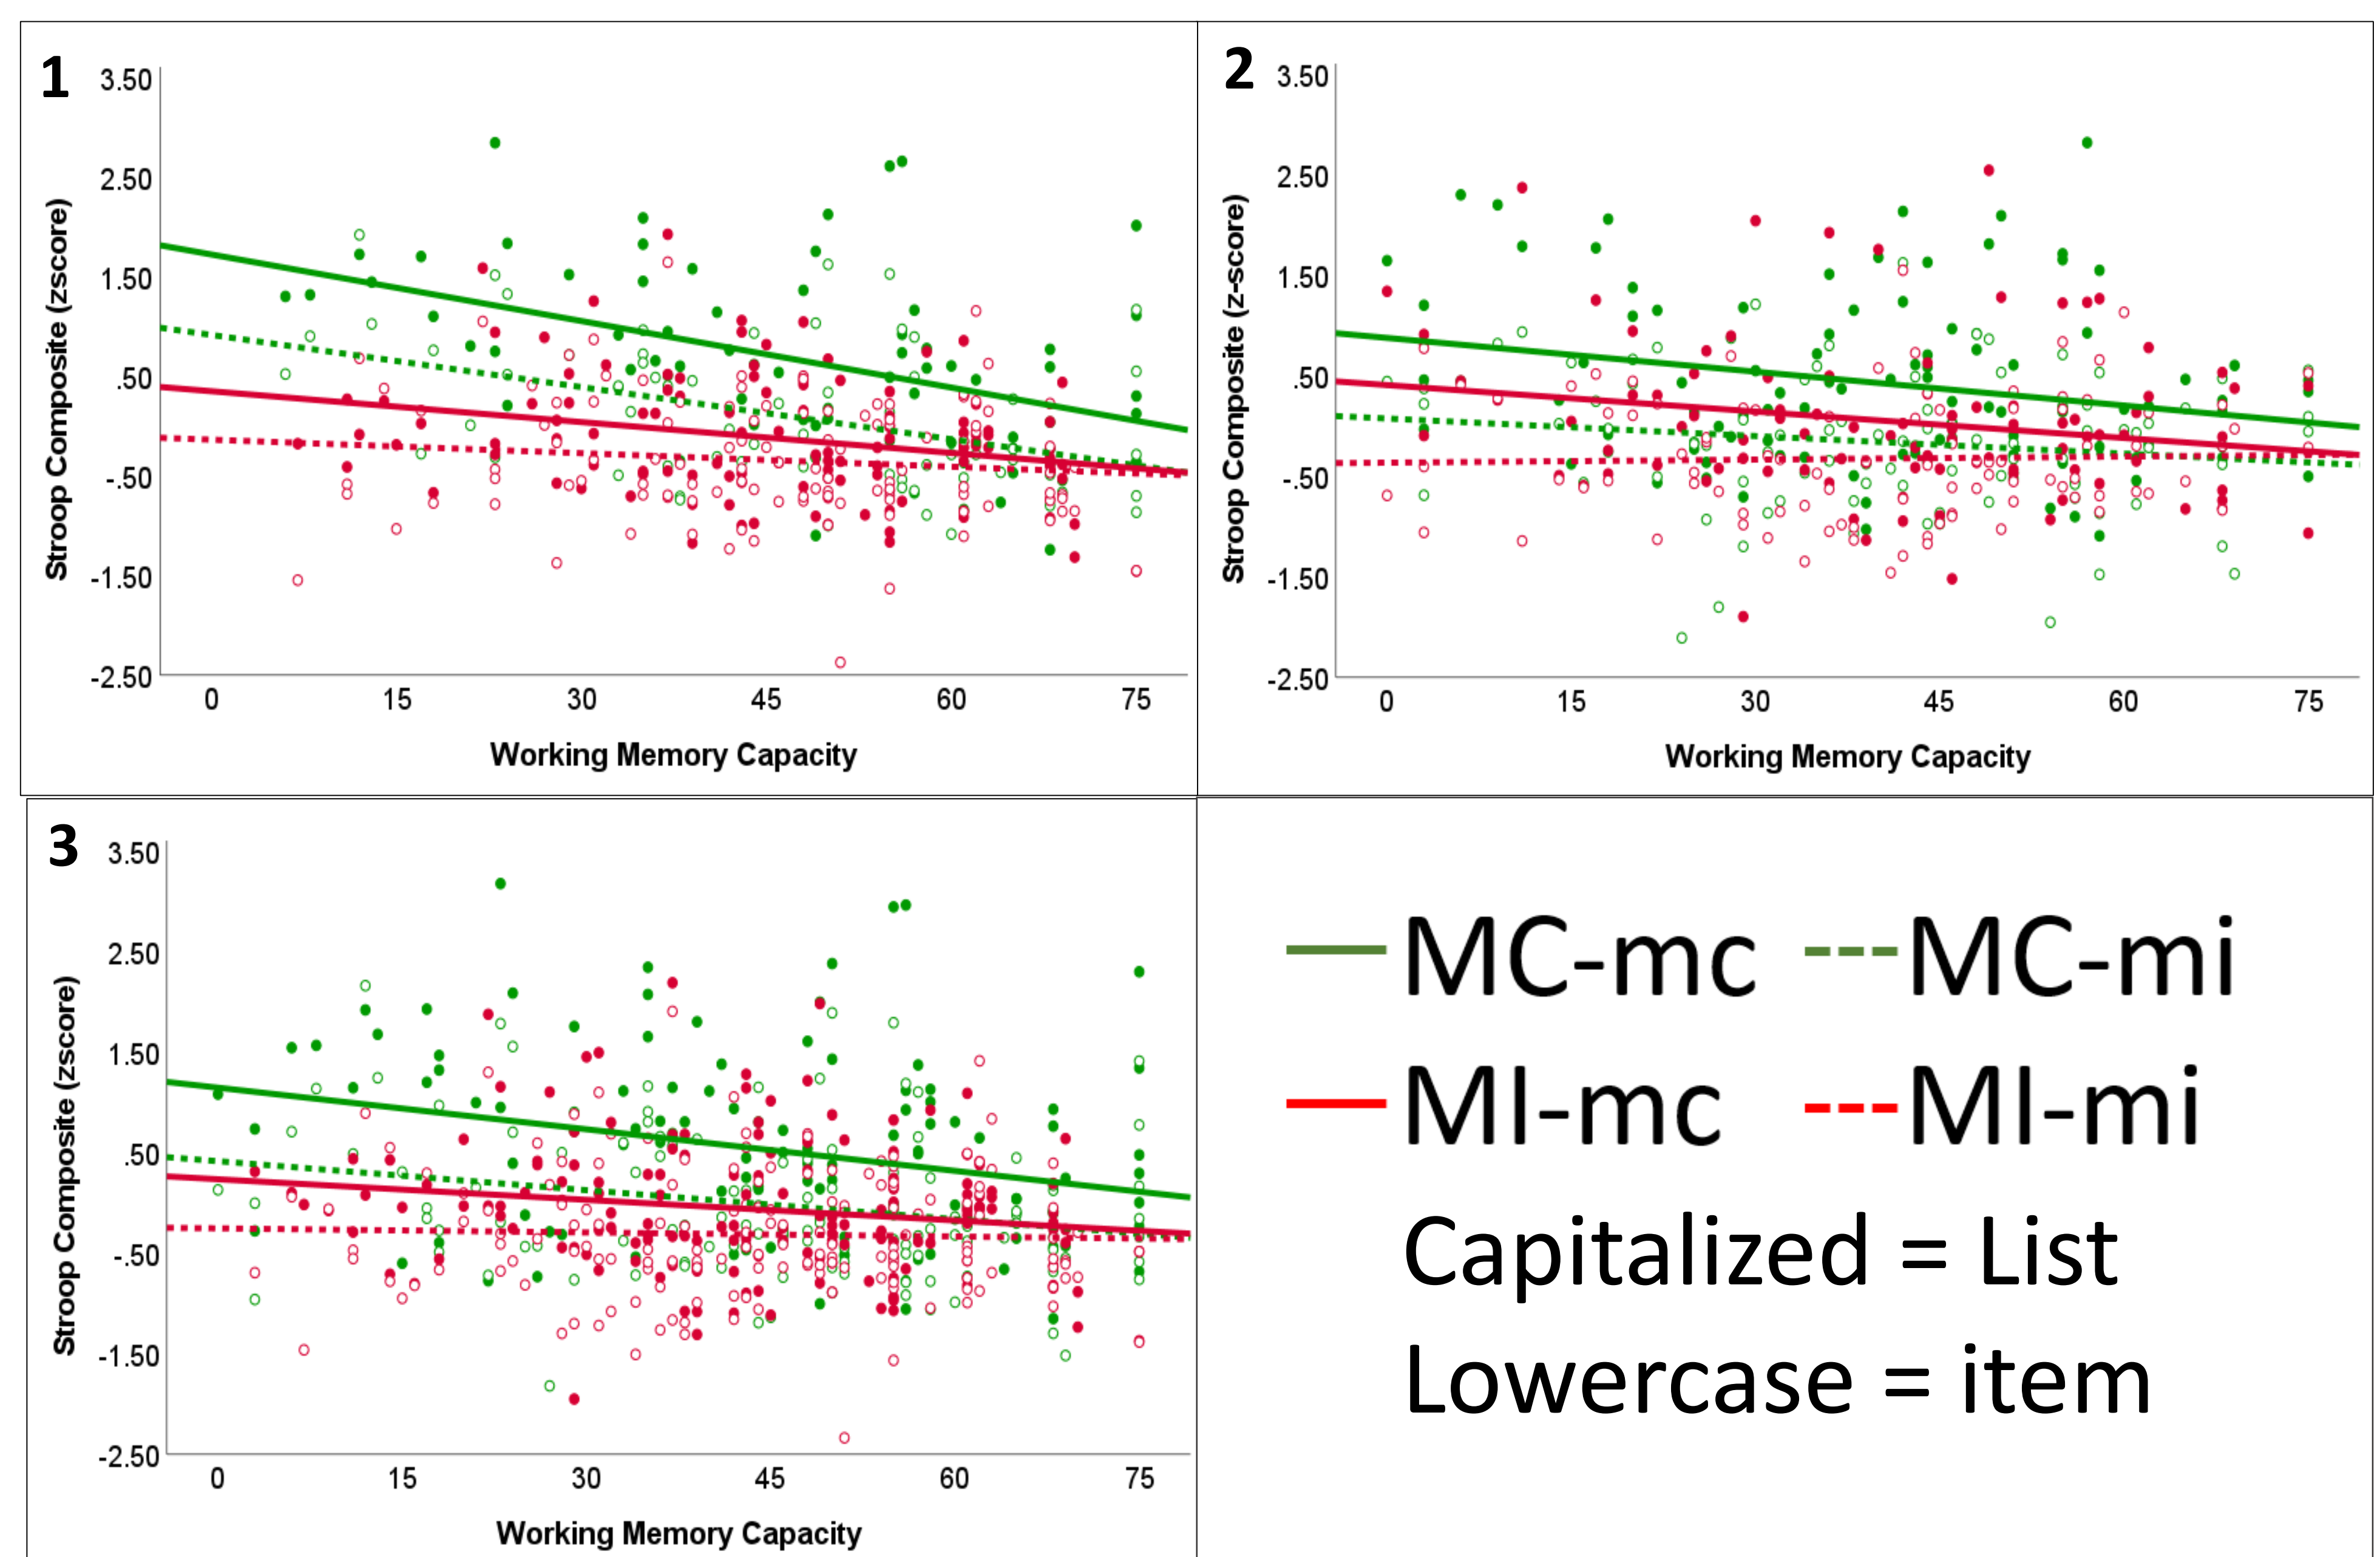 1
3.50
2.50
1.50
.50
-.50
-1.50
-2.50
0 15 30 45 60 75
Stroop Composite (zscore)
Working Memory Capacity
2
3.50
2.50
1.50
.50
-.50
-1.50
-2.50
0 15 30 45 60 75
Stroop Composite (z-score)
Working Memory Capacity
3
3.50
2.50
1.50
.50
-.50
-1.50
-2.50
0 15 30 45 60 75
Stroop Composite (zscore)
Working Memory Capacity
MC-mc MC-mi
MI-mc MI-mi
Capitalized = List
Lowercase = item